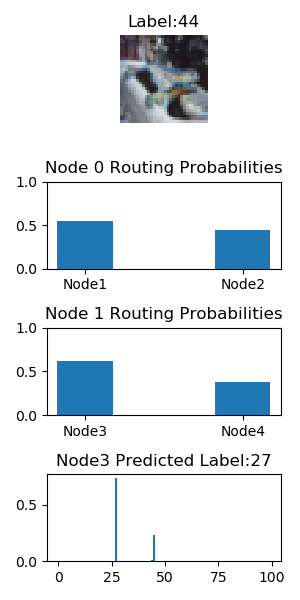 Label:44
Node 0 Routing Probabilities
1.0
0.5
0.0
Node1 Node2
Node 1 Routing Probabilities
1.0
0.5
0.0
Node3 Node4
Node3 Predicted Label:27
0.5
0.0
0 25 50 75 100